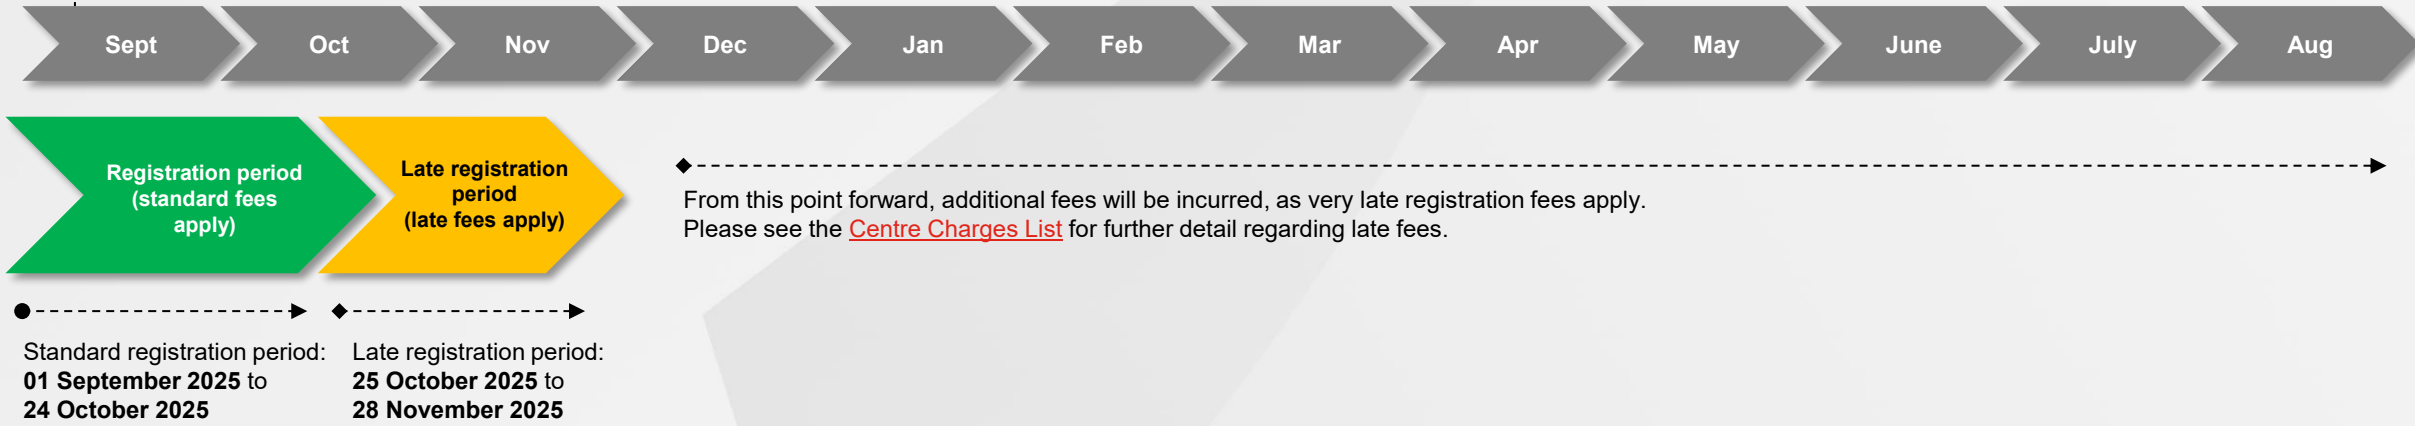 Sept Oct Nov Dec Jan Feb Mar Apr May June July Aug
Registration period
(standard fees
apply)
Late registration
period
(late fees apply)
From this point forward, additional fees will be incurred, as very late registration fees apply.
Please see the Centre Charges List for further detail regarding late fees.
Standard registration period:
01 September 2025 to
24 October 2025
Late registration period:
25 October 2025 to
28 November 2025